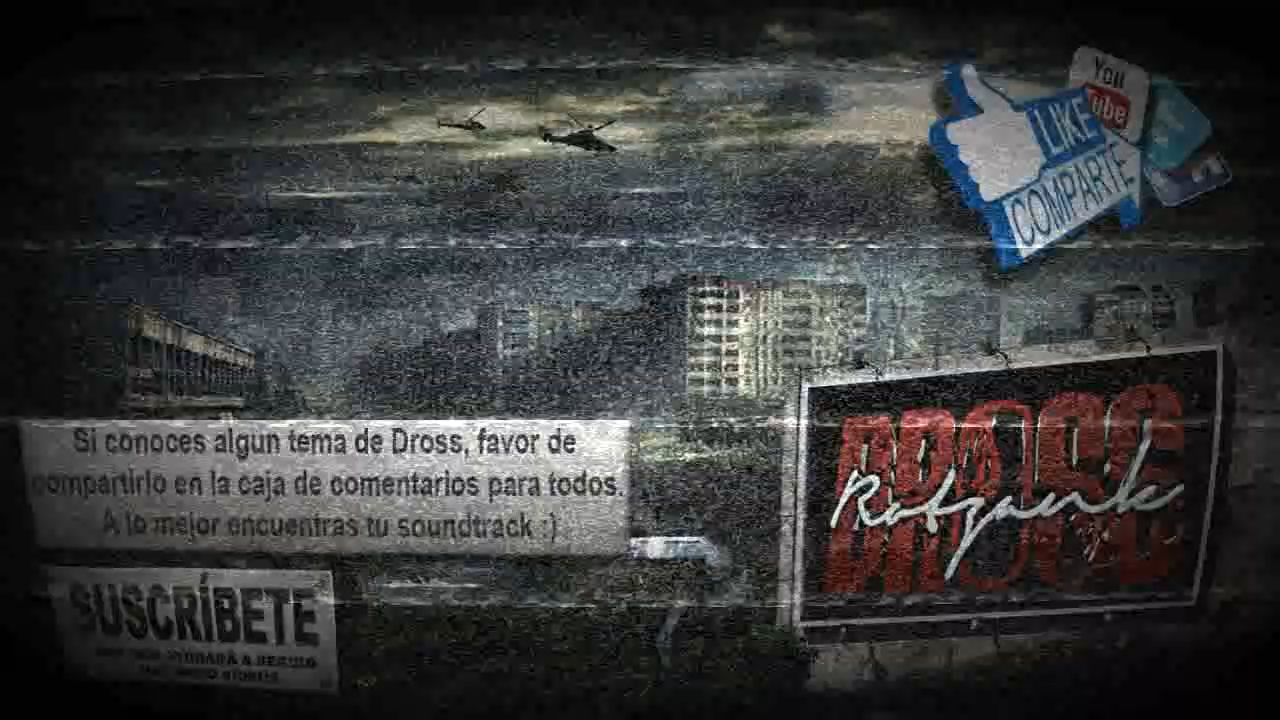 You
Tube
LIKE
COMPARTE
Si conoces algun tema de Dross, favor de
compartirlo en la caja de comentarios para todos.
A lo mejor encuentras tu soundtrack :)
DROSS
Rotzank
SUSCRÍBETE